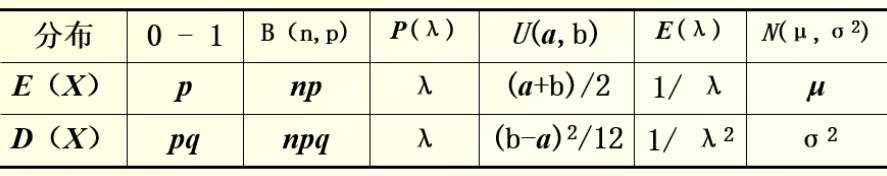 分布 0 - 1 B (n,p) P(λ) U(a,b) E(λ) N(μ, σ²)
E (X) p np λ (a+b)/2 1/ λ μ
D (X) pq npq λ (b-a)²/12 1/ λ² σ²